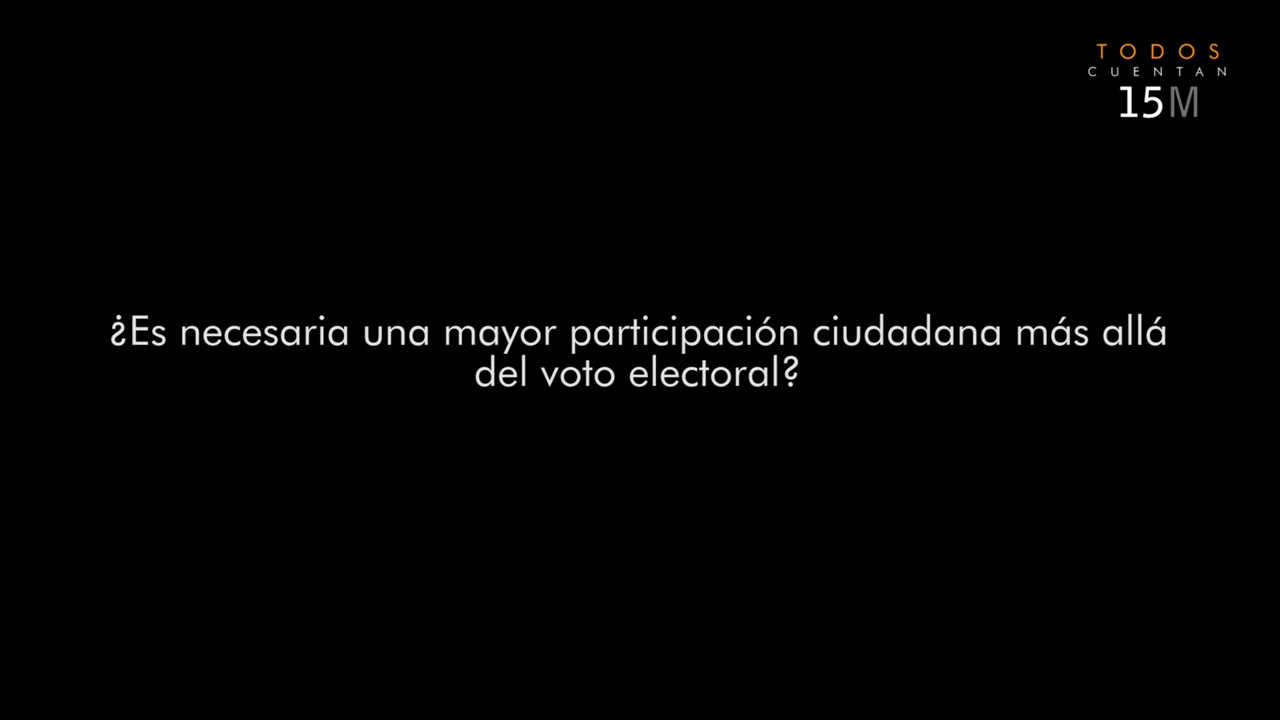 TODOS
CUENTAN
15M
¿Es necesaria una mayor participación ciudadana más allá
del voto electoral?